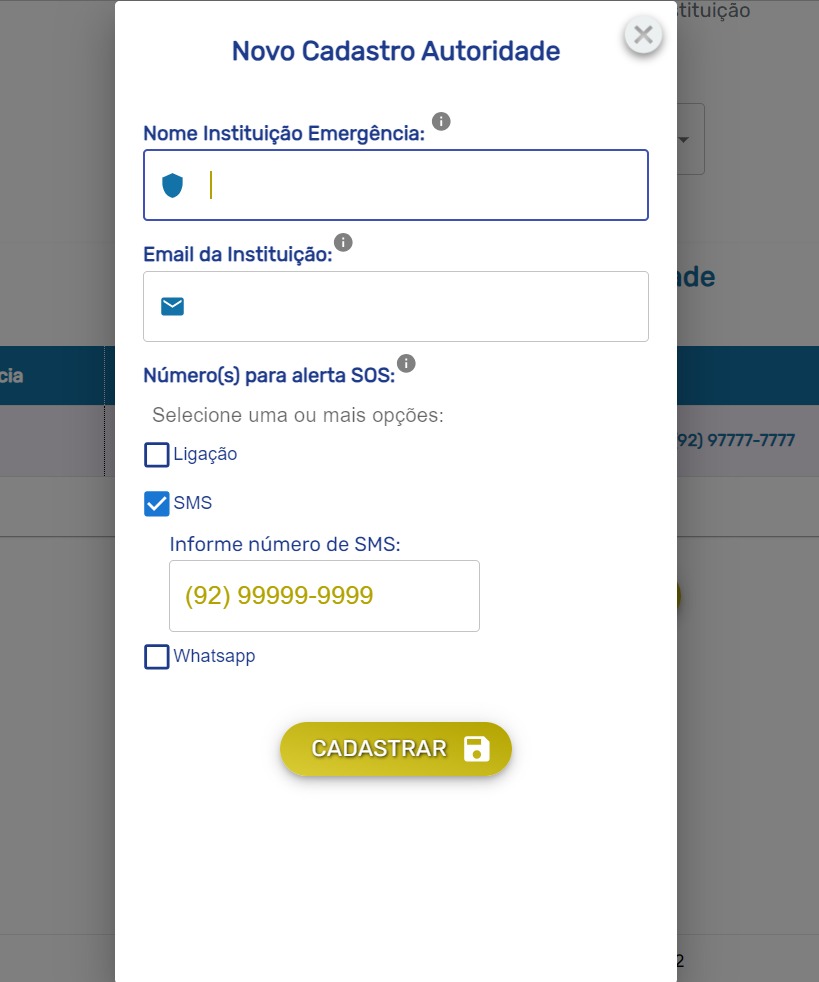 stituição
Novo Cadastro Autoridade
Nome Instituição Emergência:
Email da Instituição:
ade
cia
Número(s) para alerta SOS:
Selecione uma ou mais opções:
92) 97777-7777
Ligação
SMS
Informe número de SMS:
(92) 99999-9999
Whatsapp
CADASTRAR
2